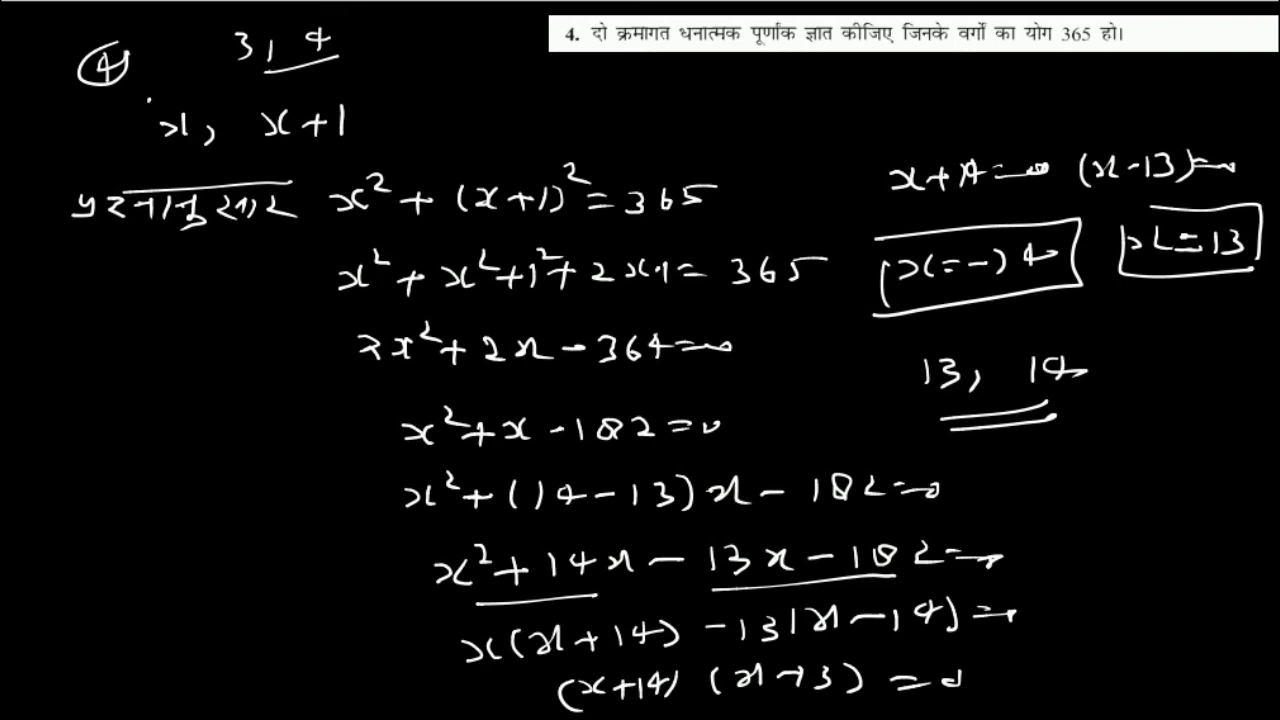 4. दो क्रमागत धनात्मक पूर्णांक ज्ञात कीजिए जिनके वर्गों का योग 365 हो।
④ 3, 4
x, x+1
प्रश्नानुसार x² + (x+1)² = 365
x² + x² + 1² + 2x·1 = 365
2x² + 2x - 364 = 0
x² + x - 182 = 0
x² + (14 - 13)x - 182 = 0
x² + 14x - 13x - 182 = 0
x(x+14) - 13(x-14) = 0
(x+14) (x-13) = 0
x+14 = 0 (x-13) = 0
x = -14 x = 13
13, 14